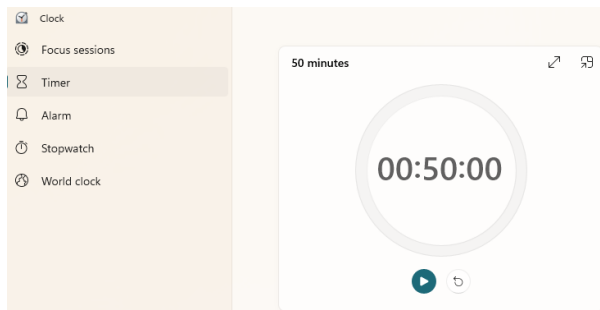 Clock
Focus sessions
Timer
Alarm
Stopwatch
World clock
50 minutes
00:50:00